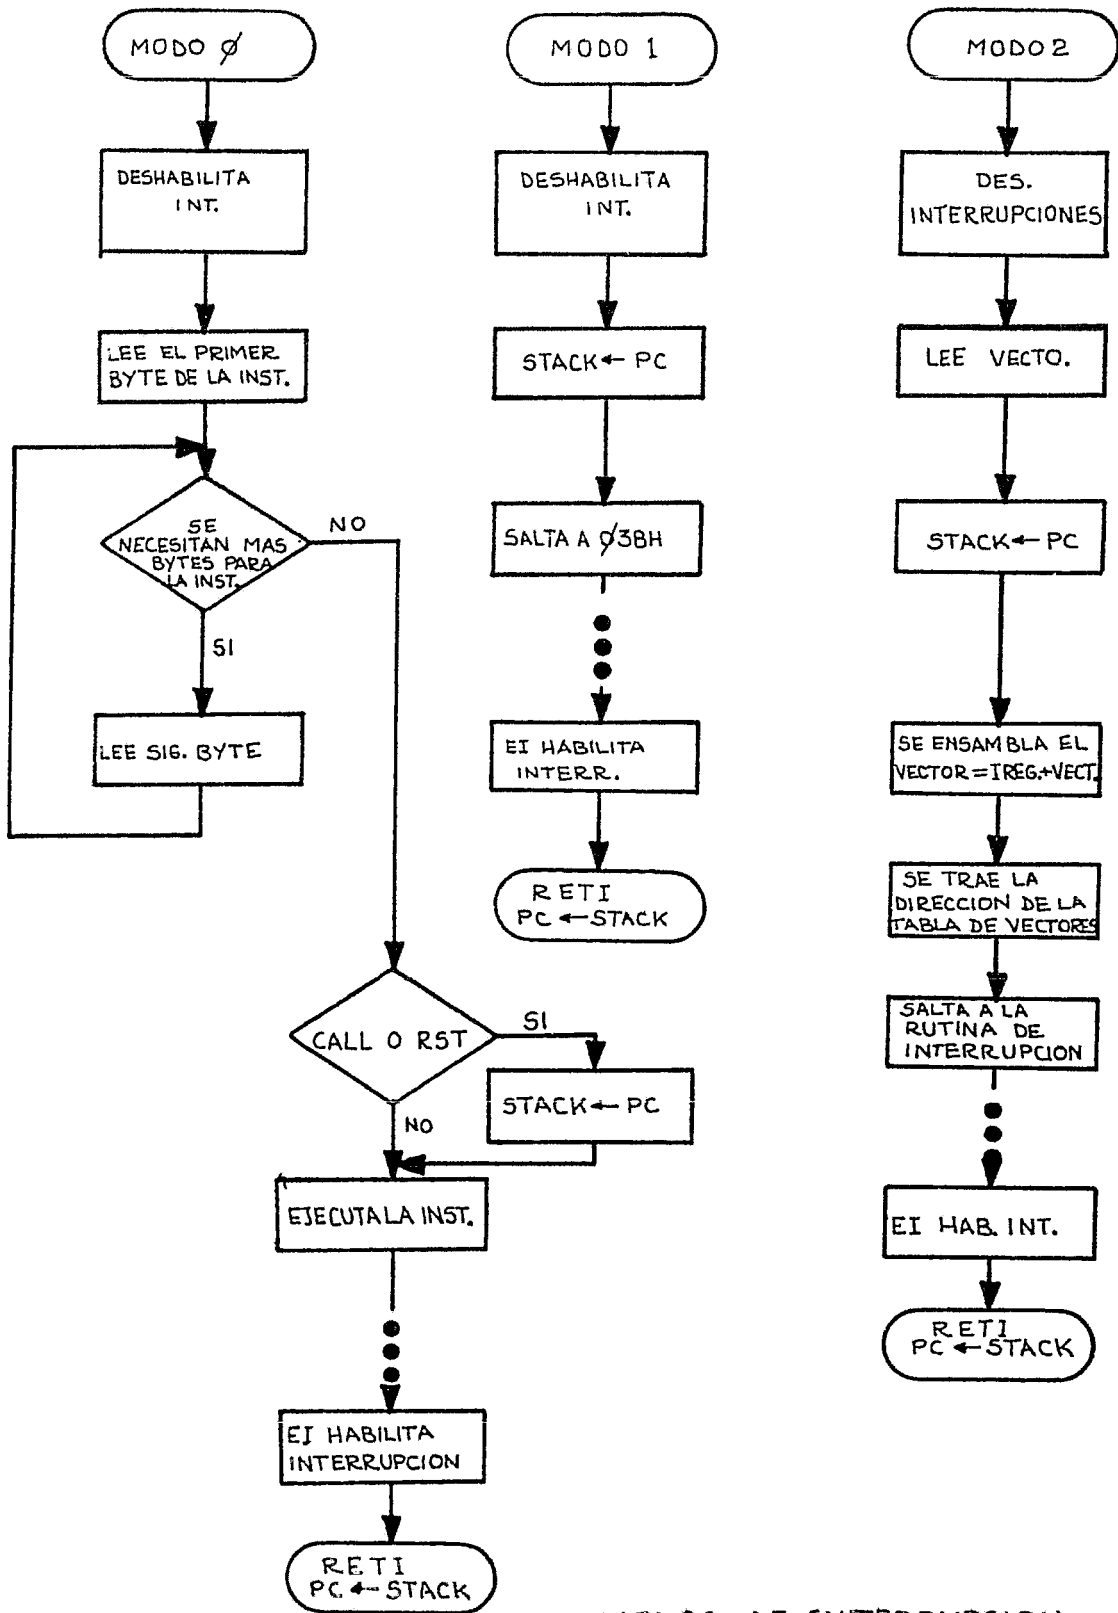 MODO Ø
DESHABILITA
INT.
LEE EL PRIMER
BYTE DE LA INST.
SE
NECESITAN MAS
BYTES PARA
LA INST.
NO
SI
LEE SIG. BYTE
CALL O RST
SI
STACK ← PC
NO
EJECUTA LA INST.
EI HABILITA
INTERRUPCION
RETI
PC ← STACK
MODO 1
DESHABILITA
INT.
STACK ← PC
SALTA A Ø38H
EI HABILITA
INTERR.
RETI
PC ← STACK
MODO 2
DES.
INTERRUPCIONES
LEE VECTO.
STACK ← PC
SE ENSAMBLA EL
VECTOR = IREG.+VECT.
SE TRAE LA
DIRECCION DE LA
TABLA DE VECTORES
SALTA A LA
RUTINA DE
INTERRUPCION
EI HAB. INT.
RETI
PC ← STACK